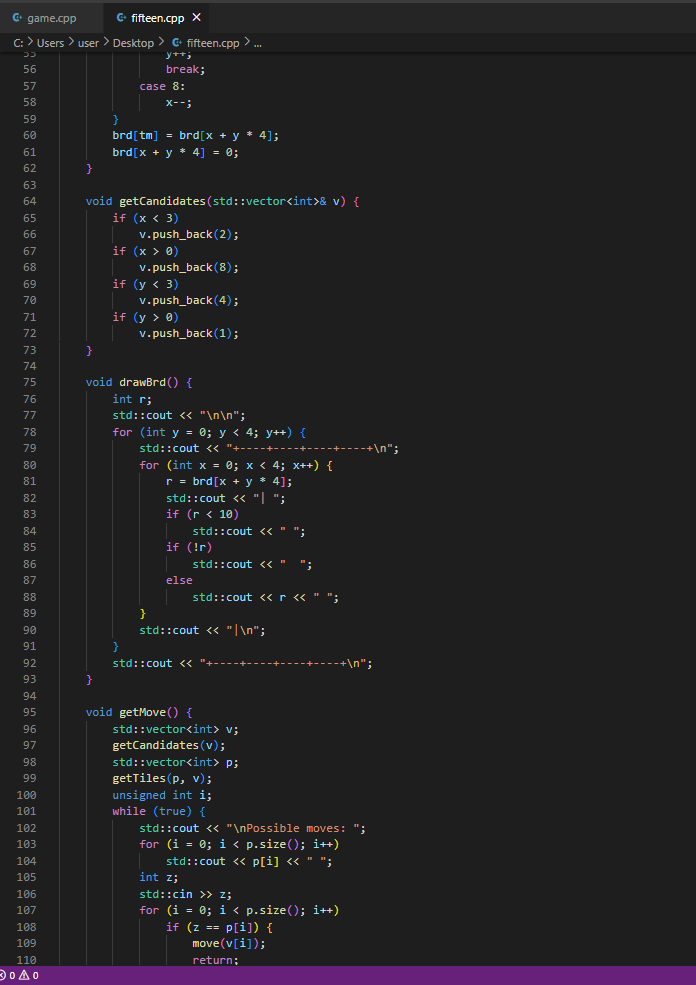 game.cpp fifteen.cpp ×
C: > Users > user > Desktop > fifteen.cpp > ...
55 y++;
56 break;
57 case 8:
58 x--;
59 }
60 brd[tm] = brd[x + y * 4];
61 brd[x + y * 4] = 0;
62 }
63
64 void getCandidates(std::vector<int>& v) {
65 if (x < 3)
66 v.push_back(2);
67 if (x > 0)
68 v.push_back(8);
69 if (y < 3)
70 v.push_back(4);
71 if (y > 0)
72 v.push_back(1);
73 }
74
75 void drawBrd() {
76 int r;
77 std::cout << "\n\n";
78 for (int y = 0; y < 4; y++) {
79 std::cout << "+----+----+----+----+\n";
80 for (int x = 0; x < 4; x++) {
81 r = brd[x + y * 4];
82 std::cout << "| ";
83 if (r < 10)
84 std::cout << " ";
85 if (!r)
86 std::cout << "  ";
87 else
88 std::cout << r << " ";
89 }
90 std::cout << "|\n";
91 }
92 std::cout << "+----+----+----+----+\n";
93 }
94
95 void getMove() {
96 std::vector<int> v;
97 getCandidates(v);
98 std::vector<int> p;
99 getTiles(p, v);
100 unsigned int i;
101 while (true) {
102 std::cout << "\nPossible moves: ";
103 for (i = 0; i < p.size(); i++)
104 std::cout << p[i] << " ";
105 int z;
106 std::cin >> z;
107 for (i = 0; i < p.size(); i++)
108 if (z == p[i]) {
109 move(v[i]);
110 return;
0 0